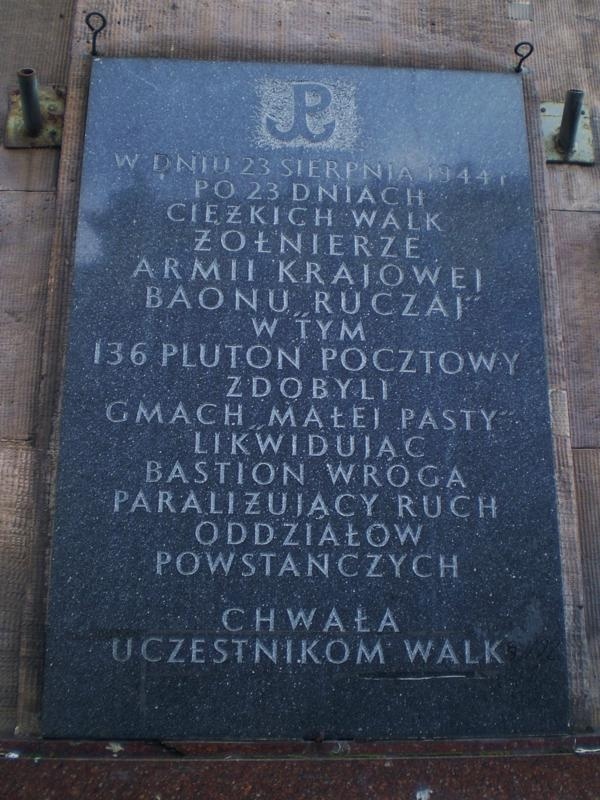 W DNIU 23 SIERPNIA 1944 r
PO 23 DNIACH
CIĘŻKICH WALK
ŻOŁNIERZE
ARMII KRAJOWEJ
BAONU „RUCZAJ”
W TYM
136 PLUTON POCZTOWY
ZDOBYLI
GMACH „MAŁEJ PASTY”
LIKWIDUJĄC
BASTION WROGA
PARALIŻUJĄCY RUCH
ODDZIAŁÓW
POWSTAŃCZYCH
CHWAŁA
UCZESTNIKOM WALK